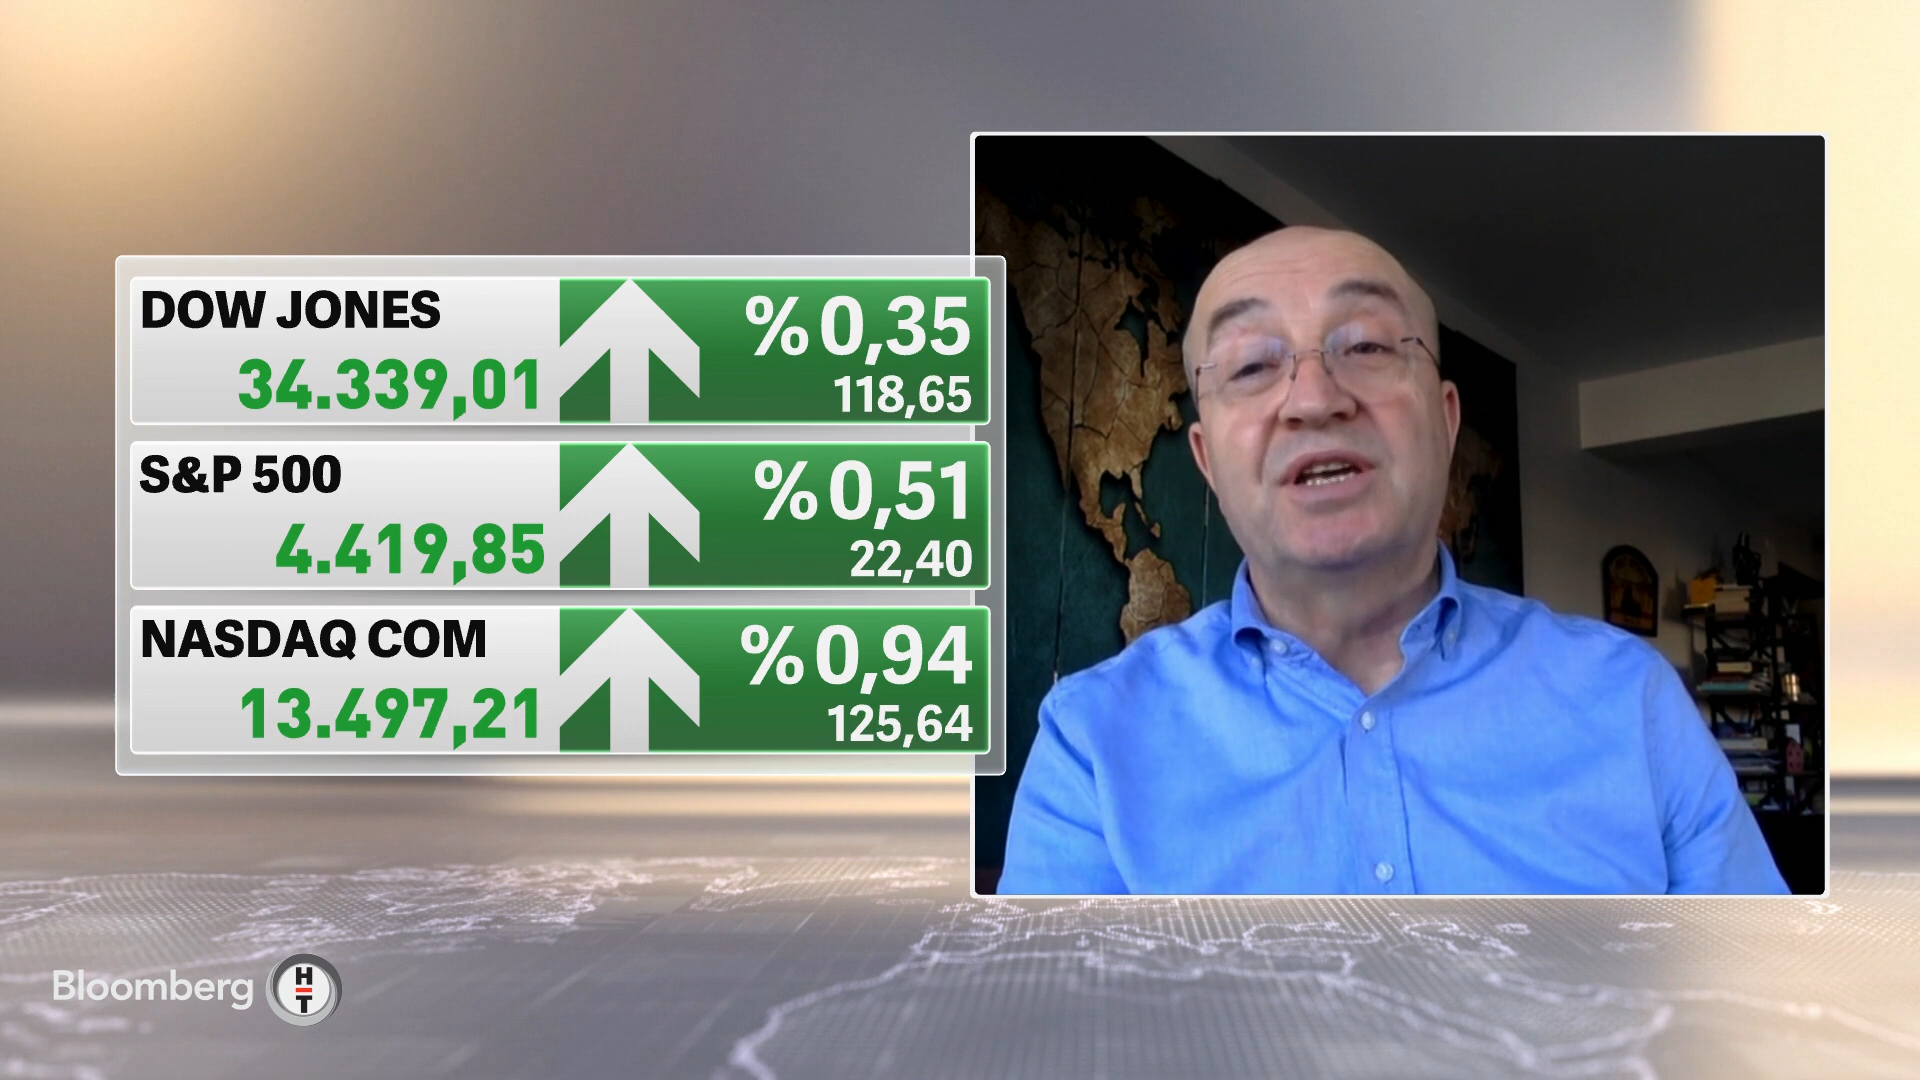 DOW JONES
34.339,01
%0,35
118,65
S&P 500
4.419,85
%0,51
22,40
NASDAQ COM
13.497,21
%0,94
125,64
Bloomberg HT